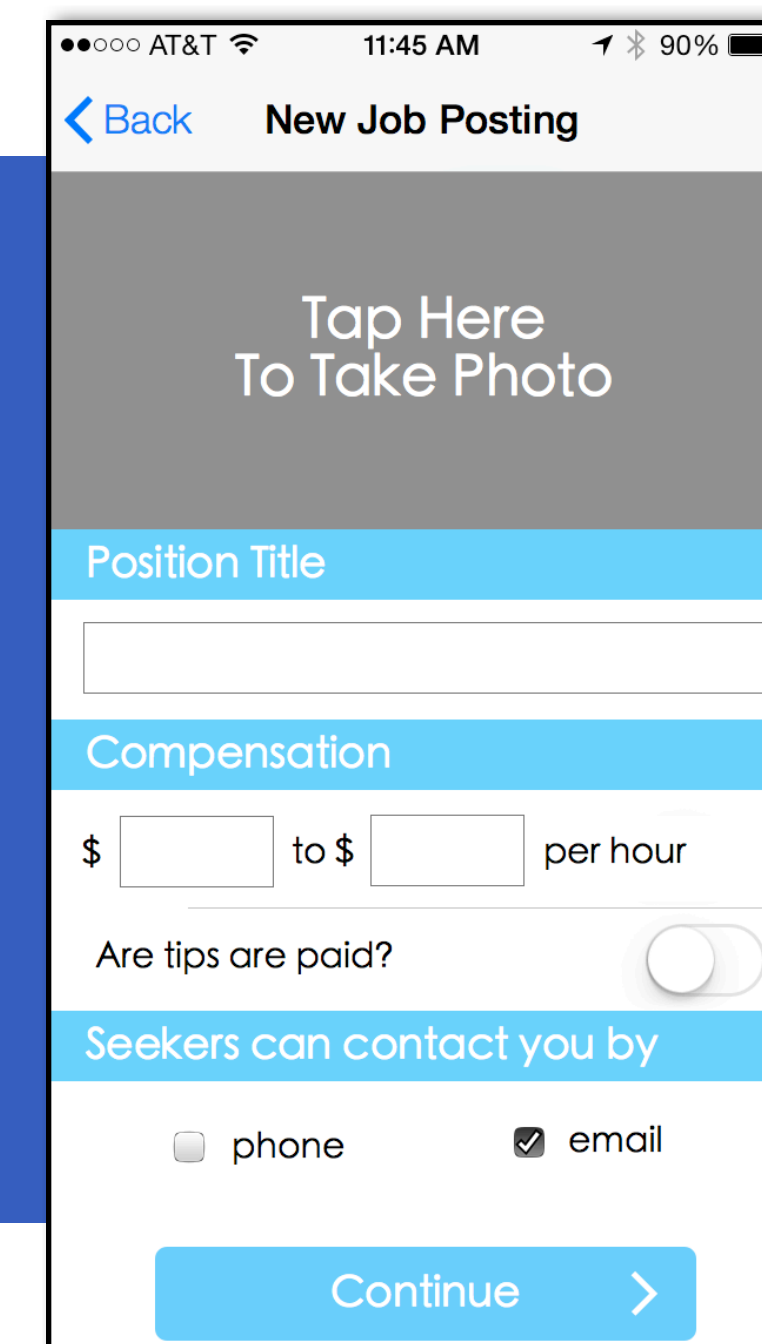 AT&T 11:45 AM 90%
Back New Job Posting
Tap Here
To Take Photo
Position Title
Compensation
$ to $ per hour
Are tips are paid?
Seekers can contact you by
phone email
Continue